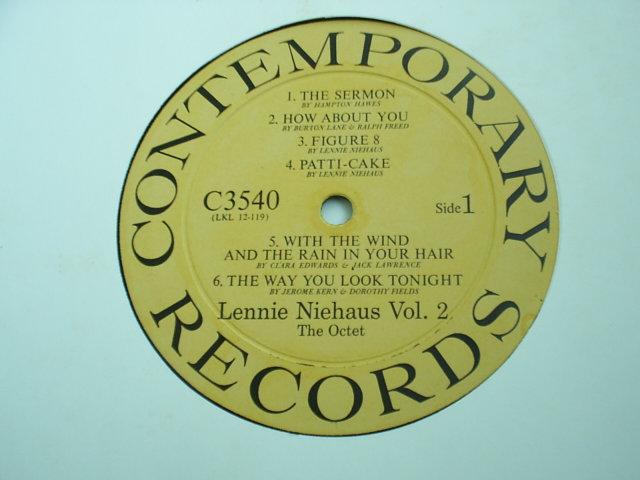 CONTEMPORARY
1. THE SERMON
BY HAMPTON HAWES
2. HOW ABOUT YOU
BY BURTON LANE & RALPH FREED
3. FIGURE 8
BY LENNIE NIEHAUS
4. PATTI-CAKE
BY LENNIE NIEHAUS
C3540
(LKL 12-119)
Side 1
5. WITH THE WIND
AND THE RAIN IN YOUR HAIR
BY CLARA EDWARDS & JACK LAWRENCE
6. THE WAY YOU LOOK TONIGHT
BY JEROME KERN & DOROTHY FIELDS
Lennie Niehaus Vol. 2
The Octet
RECORDS